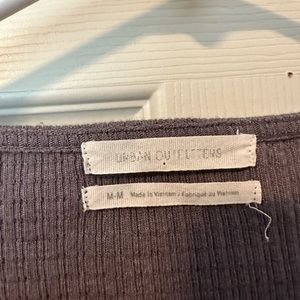 URBAN OUTFITTERS
M-M Made in Vietnam / Fabriqué au Vietnam